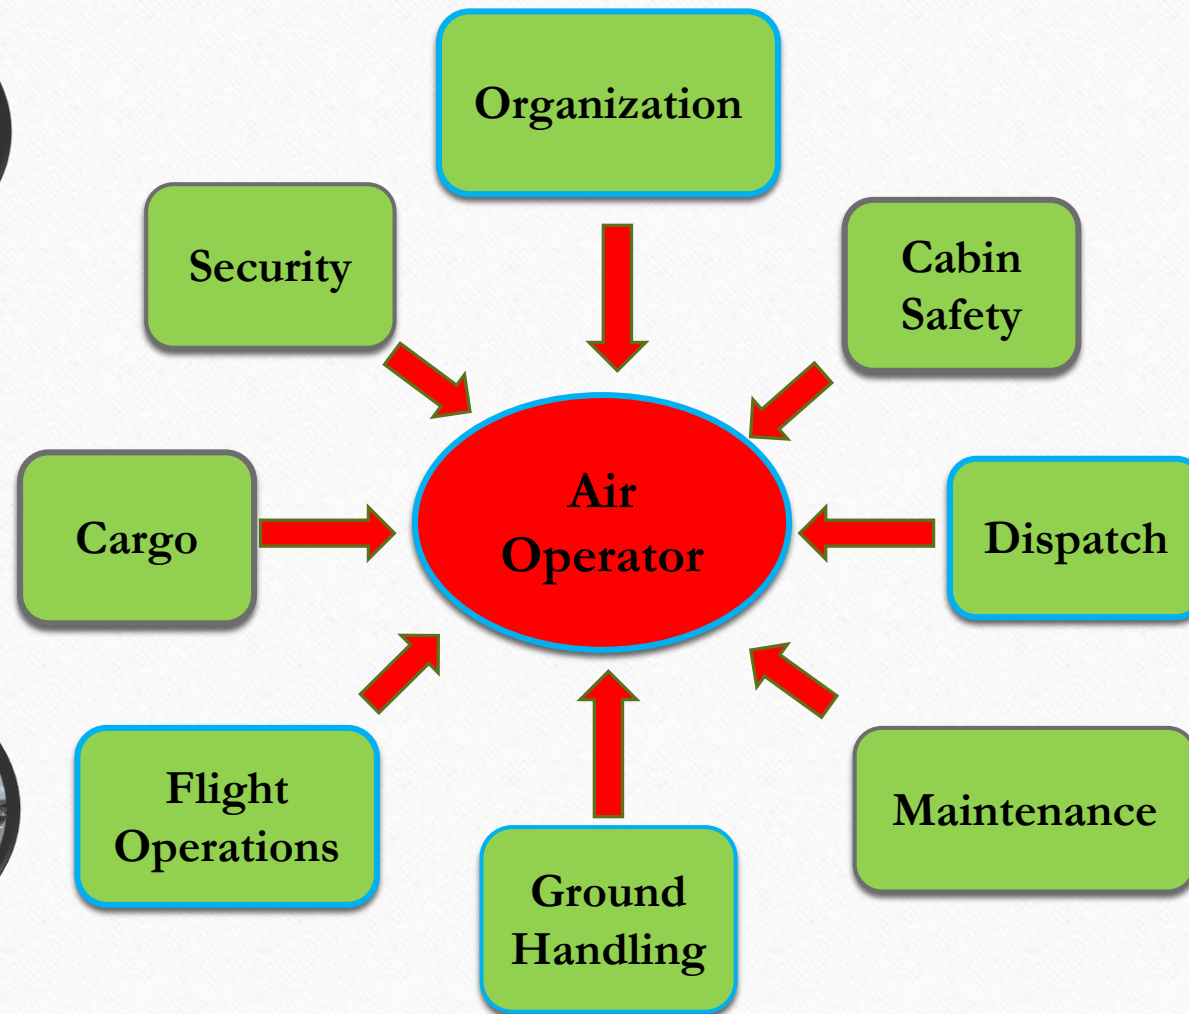 Organization
Security
Cabin
Safety
Air
Operator
Cargo
Dispatch
Flight
Operations
Maintenance
Ground
Handling